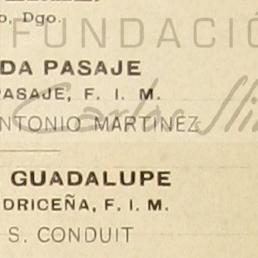 o, Dgo.
FUNDACIÓ
DA PASAJE
PASAJE, F. I. M.
ANTONIO MARTINEZ
GUADALUPE
DRICEÑA, F. I. M.
S. CONDUIT